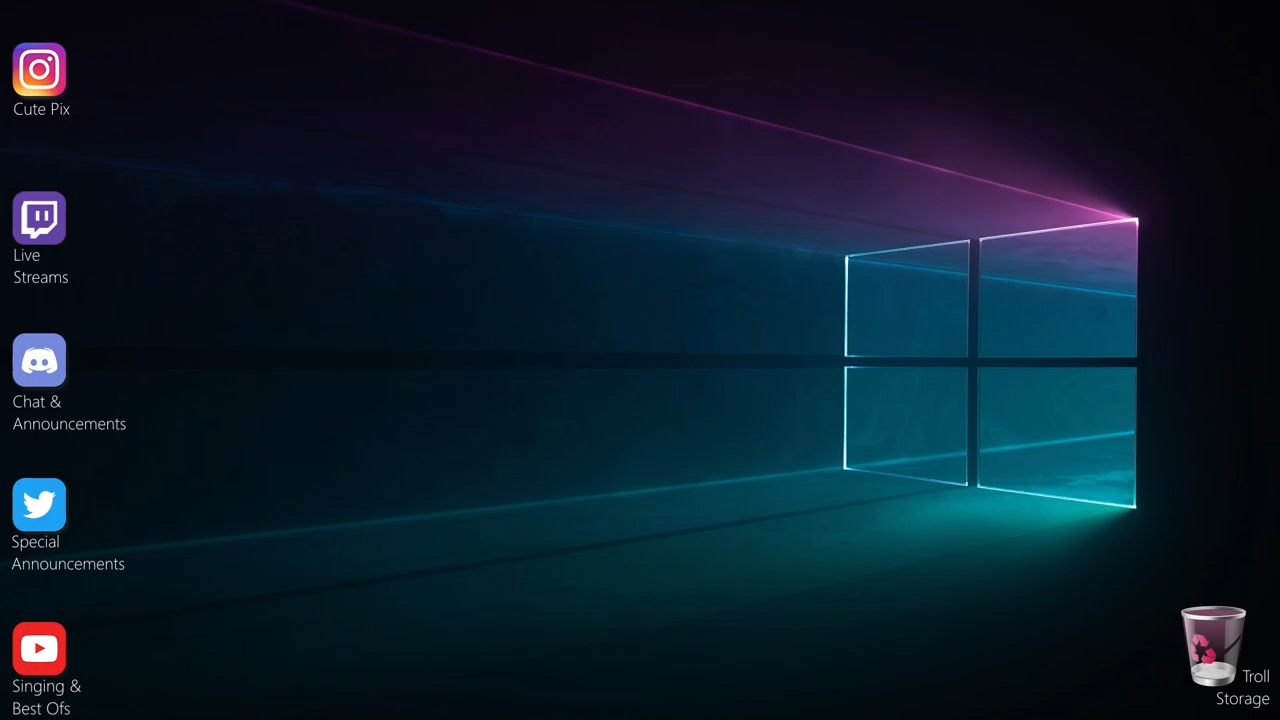 Cute Pix
Live
Streams
Chat &
Announcements
Special
Announcements
Singing &
Best Ofs
Troll
Storage